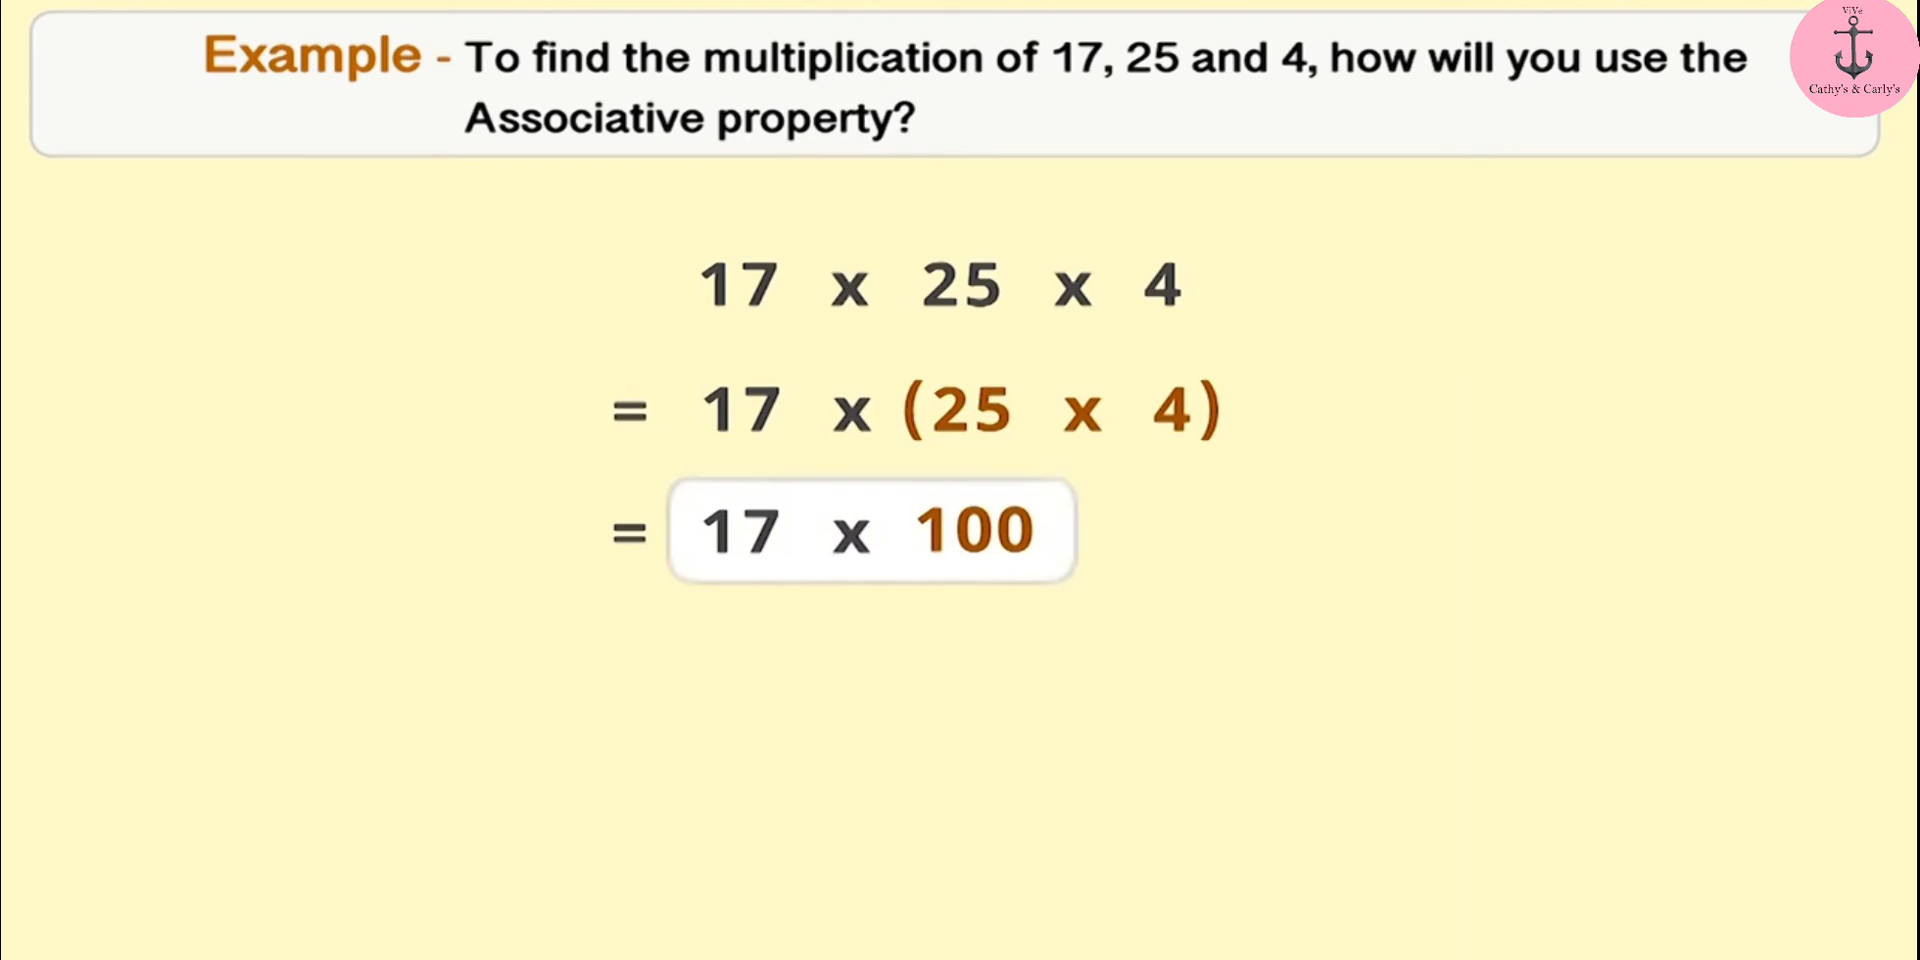 Example - To find the multiplication of 17, 25 and 4, how will you use the
Associative property?
ViVe
Cathy's & Carly's
17 x 25 x 4
= 17 x (25 x 4)
= 17 x 100